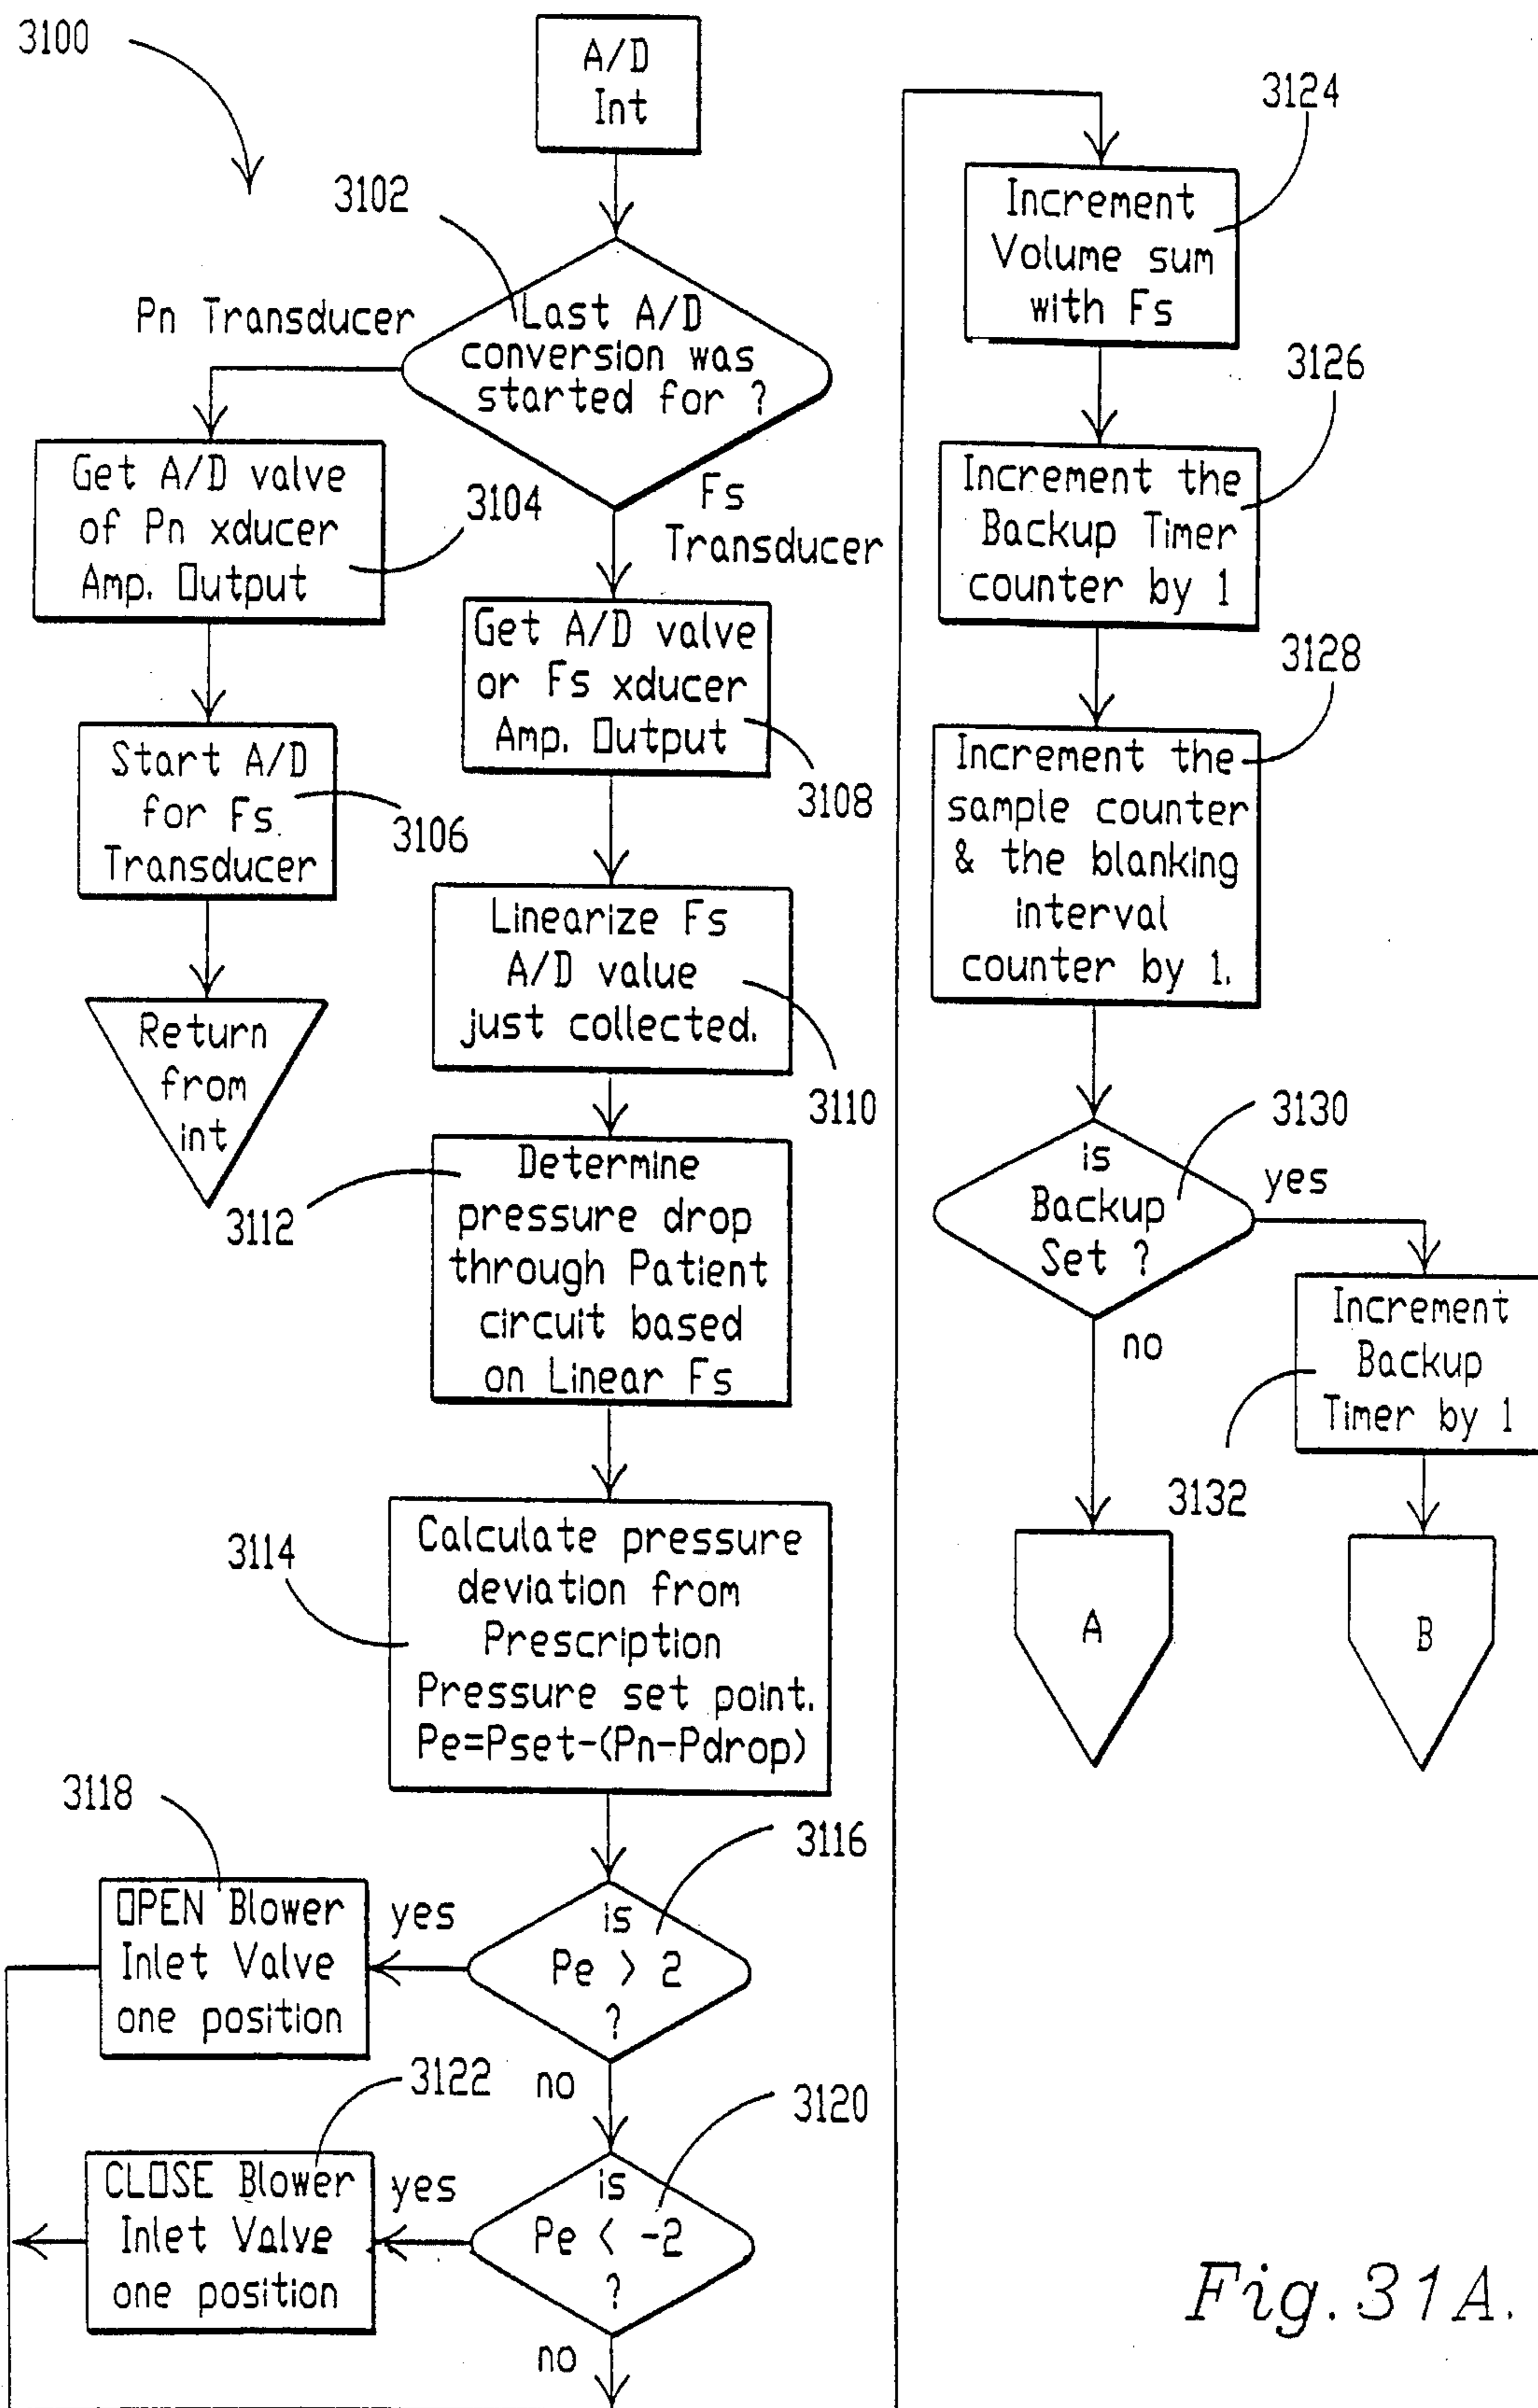 3100
A/D
Int
3102
Last A/D
conversion was
started for ?
Pn Transducer
Get A/D valve
of Pn xducer
Amp. Output
3104
Start A/D
for Fs
Transducer
3106
Return
from
int
Fs
Transducer
Get A/D valve
or Fs xducer
Amp. Output
3108
Linearize Fs
A/D value
just collected.
3110
Determine
pressure drop
through Patient
circuit based
on Linear Fs
3112
Calculate pressure
deviation from
Prescription
Pressure set point.
Pe=Pset-(Pn-Pdrop)
3114
3116
is
Pe > 2
?
yes
3118
OPEN Blower
Inlet Valve
one position
no
3120
is
Pe < -2
?
yes
3122
CLOSE Blower
Inlet Valve
one position
no
3124
Increment
Volume sum
with Fs
3126
Increment the
Backup Timer
counter by 1
3128
Increment the
sample counter
& the blanking
interval
counter by 1.
3130
is
Backup
Set ?
yes
no
Increment
Backup
Timer by 1
3132
A
B
Fig. 31A.